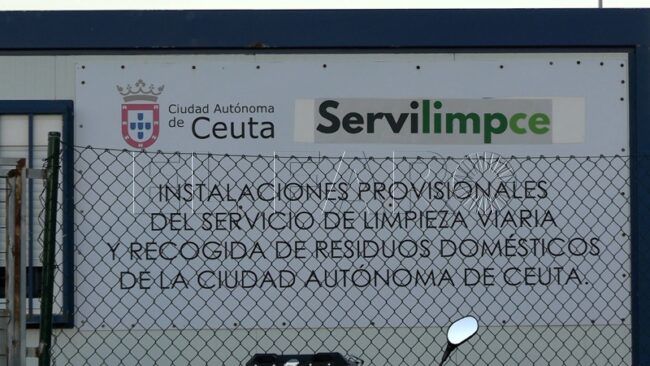 Ciudad Autónoma
de Ceuta
Servilimpce
INSTALACIONES PROVISIONALES
DEL SERVICIO DE LIMPIEZA VIARIA
Y RECOGIDA DE RESIDUOS DOMÉSTICOS
DE LA CIUDAD AUTÓNOMA DE CEUTA.